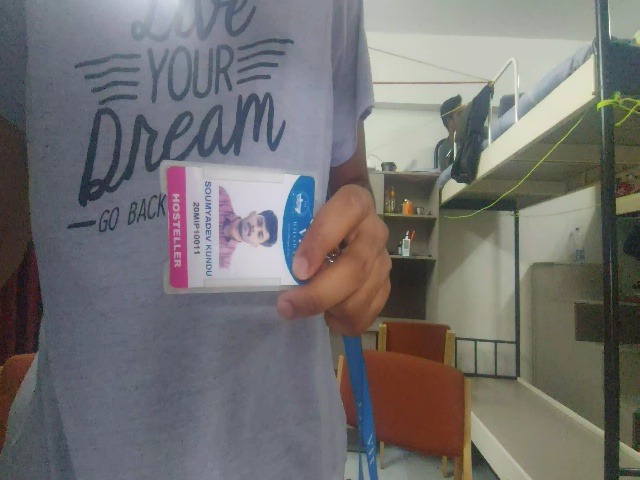 Live
YOUR
Dream
GO BACK
SOUMYADEV KUNDU
20MIP10011
HOSTELLER